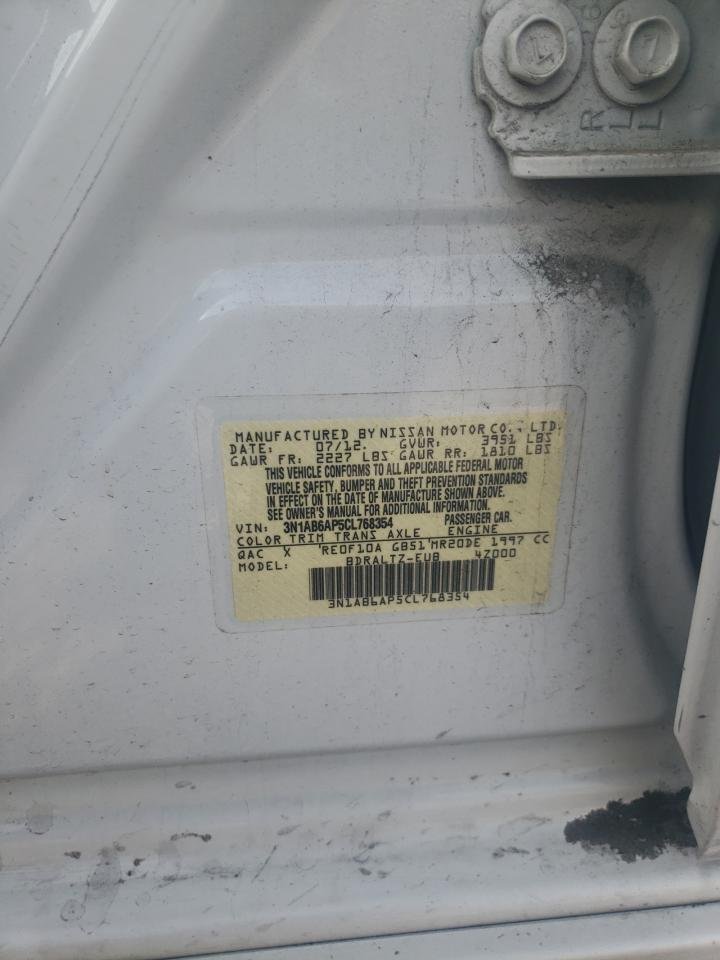 MANUFACTURED BY NISSAN MOTOR CO., LTD.
DATE: 07/12. GVWR: 3951 LBS
GAWR FR: 2227 LBS GAWR RR: 1810 LBS
THIS VEHICLE CONFORMS TO ALL APPLICABLE FEDERAL MOTOR
VEHICLE SAFETY, BUMPER AND THEFT PREVENTION STANDARDS
IN EFFECT ON THE DATE OF MANUFACTURE SHOWN ABOVE.
SEE OWNER'S MANUAL FOR ADDITIONAL INFORMATION.
VIN: 3N1AB6AP5CL768354 PASSENGER CAR.
COLOR TRIM TRANS AXLE ENGINE
QAC X RE0F10A GB51 MR20DE 1997 CC
MODEL: BDRALTZ-EUB 4Z000
3N1AB6AP5CL768354